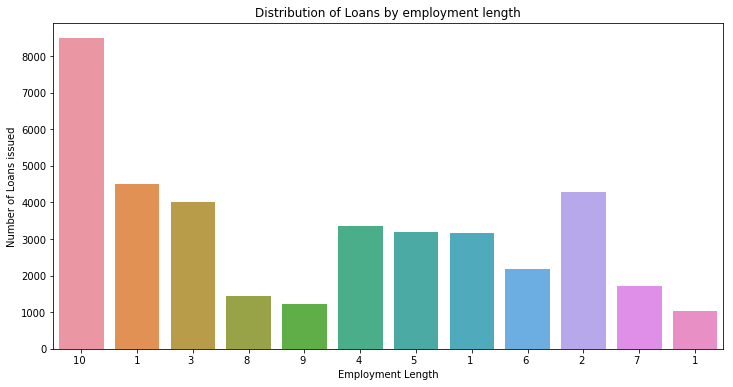 Distribution of Loans by employment length
Number of Loans issued
8000
7000
6000
5000
4000
3000
2000
1000
0
10 1 3 8 9 4 5 1 6 2 7 1
Employment Length